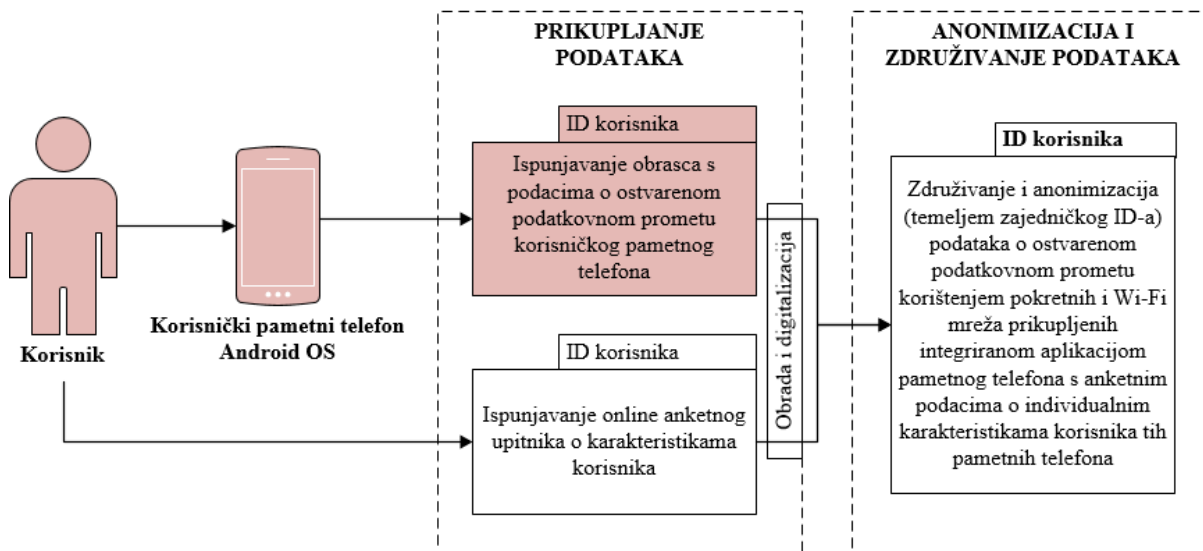 PRIKUPLJANJE
PODATAKA
ANONIMIZACIJA I
ZDRUŽIVANJE PODATAKA
Korisnik
Korisnički pametni telefon
Android OS
ID korisnika
Ispunjavanje obrasca s
podacima o ostvarenom
podatkovnom prometu
korisničkog pametnog
telefona
ID korisnika
Ispunjavanje online anketnog
upitnika o karakteristikama
korisnika
Obrada i digitalizacija
ID korisnika
Združivanje i anonimizacija
(temeljem zajedničkog ID-a)
podataka o ostvarenom
podatkovnom prometu
korištenjem pokretnih i Wi-Fi
mreža prikupljenih
integriranom aplikacijom
pametnog telefona s anketnim
podacima o individualnim
karakteristikama korisnika tih
pametnih telefona